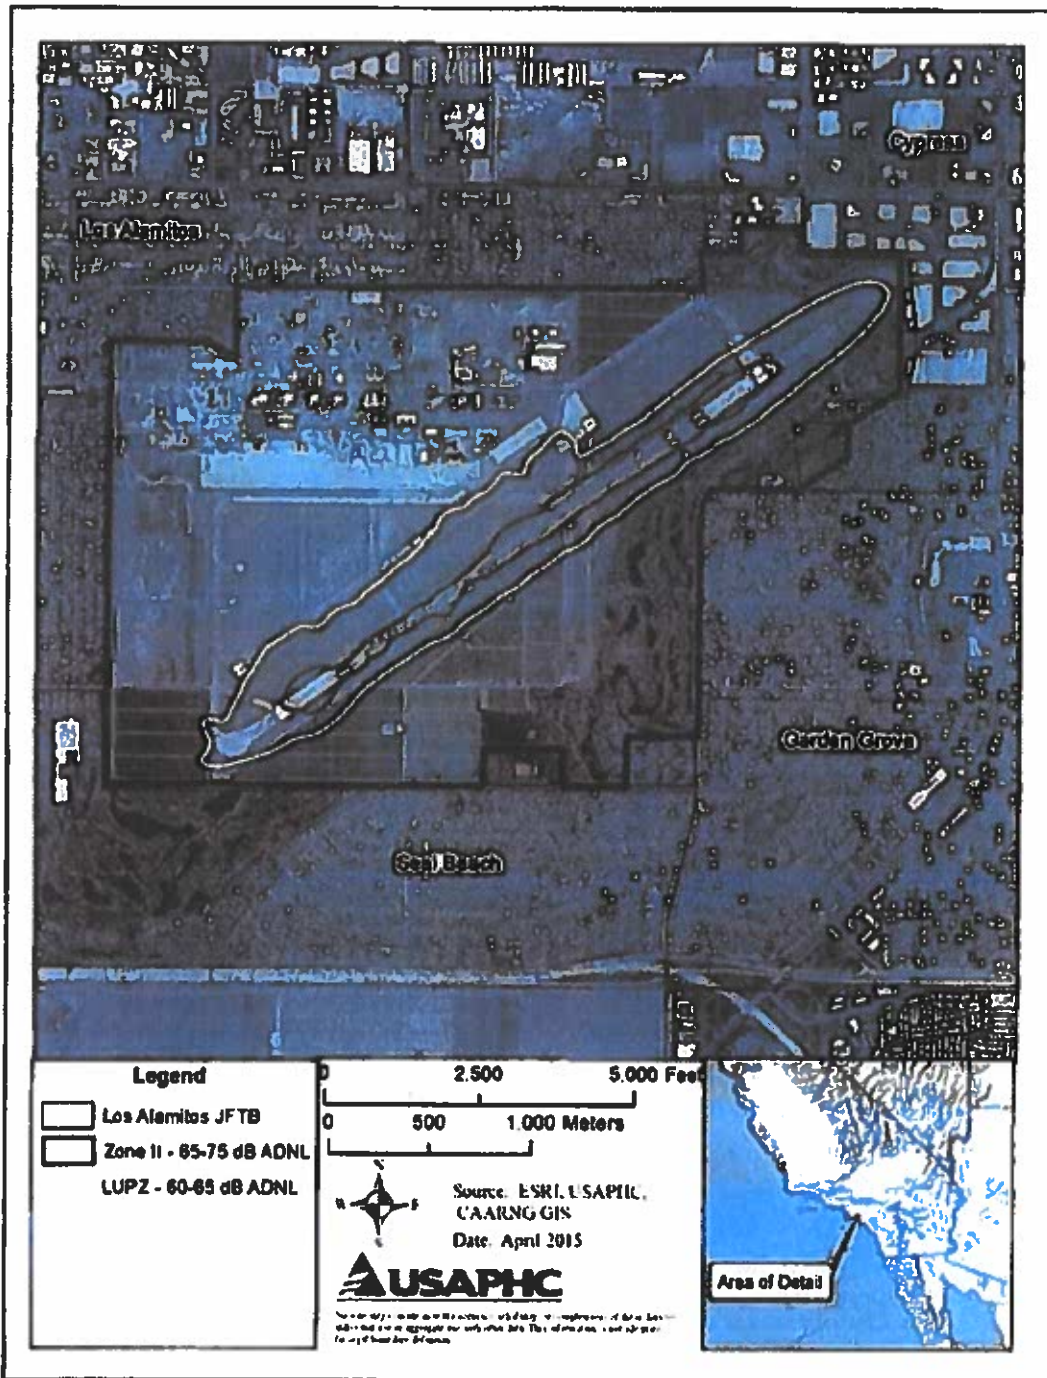 Cypress
Los Alamitos
Garden Grove
Seal Beach
Legend
Los Alamitos JFTB
Zone II - 65-75 dB ADNL
LUPZ - 60-65 dB ADNL
0 2.500 5.000 Feet
0 500 1.000 Meters
N
W E
S
Source: ESRI, USAPHC,
CAARNG GIS
Date: April 2015
USAPHC
Area of Detail